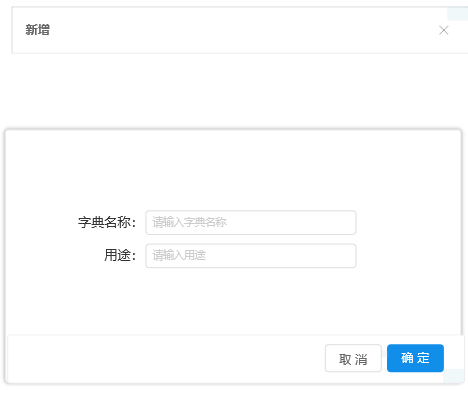 新增
字典名称： 请输入字典名称
用途： 请输入用途
取 消 确 定